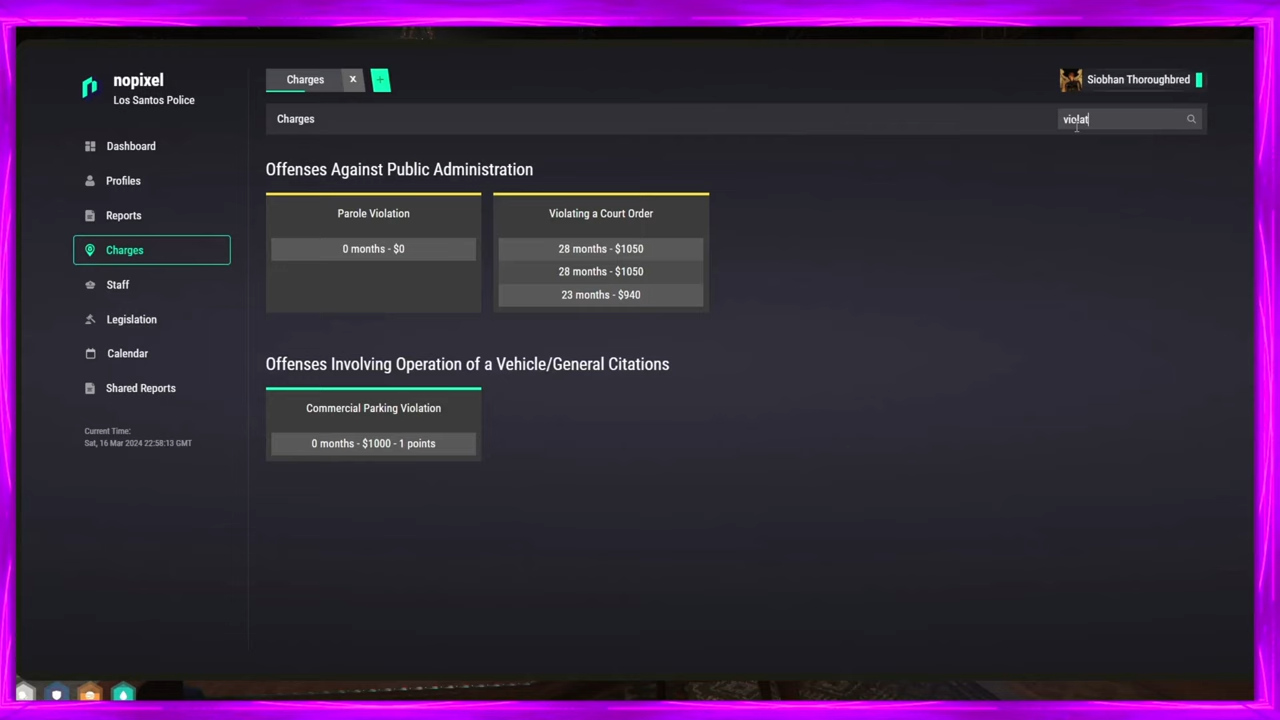 nopixel
Los Santos Police
Dashboard
Profiles
Reports
Charges
Staff
Legislation
Calendar
Shared Reports
Current Time:
Sat, 16 Mar 2024 22:58:13 GMT
Charges x +
Siobhan Thoroughbred
Charges
violat
Offenses Against Public Administration
Parole Violation
0 months - $0
Violating a Court Order
28 months - $1050
28 months - $1050
23 months - $940
Offenses Involving Operation of a Vehicle/General Citations
Commercial Parking Violation
0 months - $1000 - 1 points